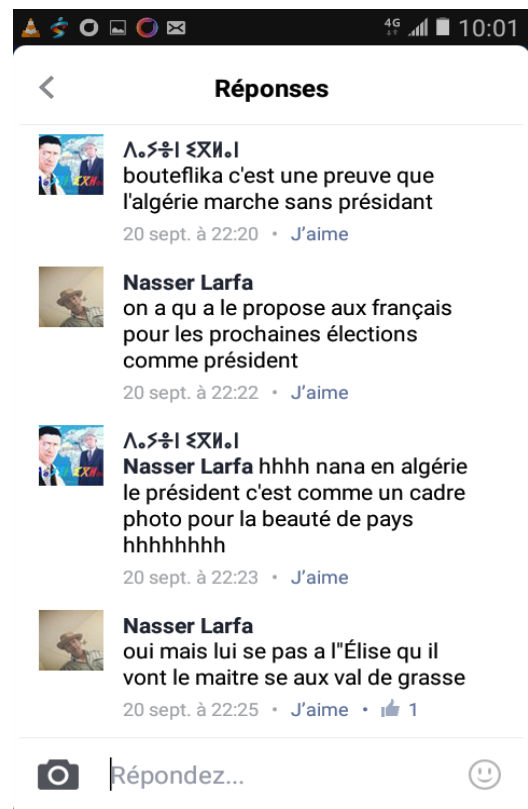 4G 10:01
Réponses
ⴷⴰⵢⴻⵏ ⵉⴳⵍⴰⵏ
bouteflika c'est une preuve que
l'algérie marche sans présidant
20 sept. à 22:20 • J'aime
Nasser Larfa
on a qu a le propose aux français
pour les prochaines élections
comme président
20 sept. à 22:22 • J'aime
ⴷⴰⵢⴻⵏ ⵉⴳⵍⴰⵏ
Nasser Larfa hhhh nana en algérie
le président c'est comme un cadre
photo pour la beauté de pays
hhhhhhhh
20 sept. à 22:23 • J'aime
Nasser Larfa
oui mais lui se pas a l"Élise qu il
vont le maitre se aux val de grasse
20 sept. à 22:25 • J'aime • 1
Répondez...